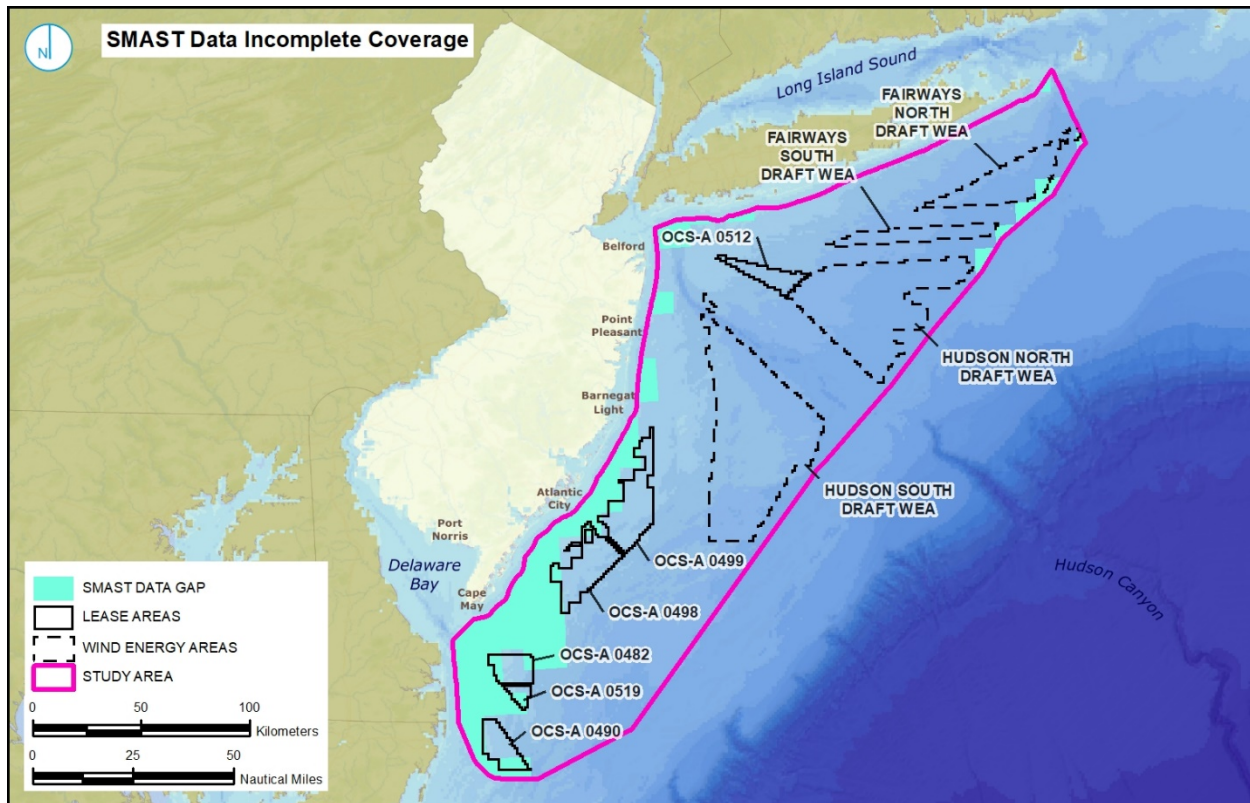 SMAST Data Incomplete Coverage
N
Long Island Sound
FAIRWAYS
NORTH
DRAFT WEA
FAIRWAYS
SOUTH
DRAFT WEA
OCS-A 0512
Belford
Point
Pleasant
HUDSON NORTH
DRAFT WEA
Barnegat
Light
HUDSON SOUTH
DRAFT WEA
Atlantic
City
Port
Norris
OCS-A 0499
Delaware
Bay
Hudson Canyon
Cape
May
OCS-A 0498
OCS-A 0482
OCS-A 0519
OCS-A 0490
SMAST DATA GAP
LEASE AREAS
WIND ENERGY AREAS
STUDY AREA
0 50 100
Kilometers
0 25 50
Nautical Miles